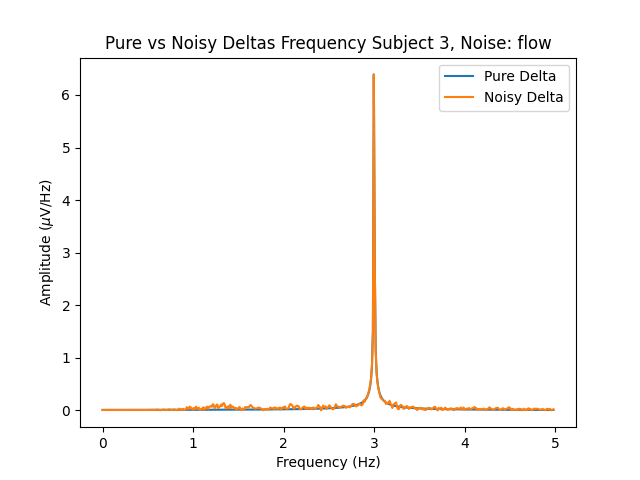 Pure vs Noisy Deltas Frequency Subject 3, Noise: flow
Pure Delta
Noisy Delta
Amplitude (μV/Hz)
6
5
4
3
2
1
0
0 1 2 3 4 5
Frequency (Hz)